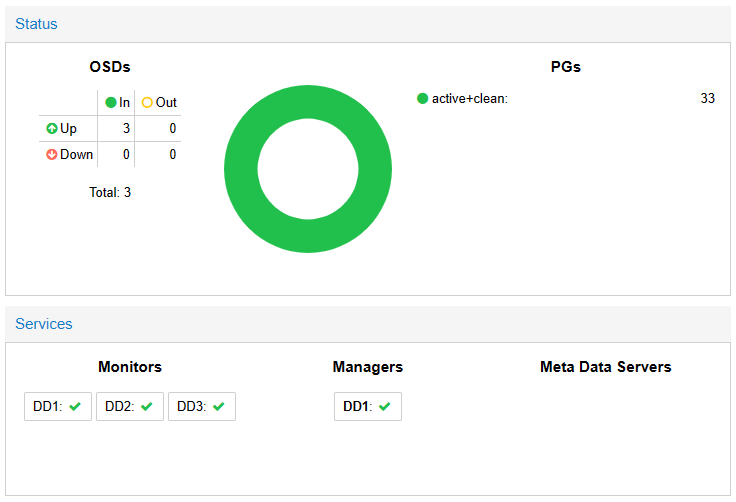 Status
OSDs
In Out
Up 3 0
Down 0 0
Total: 3
PGs
active+clean: 33
Services
Monitors
DD1: DD2: DD3:
Managers
DD1:
Meta Data Servers